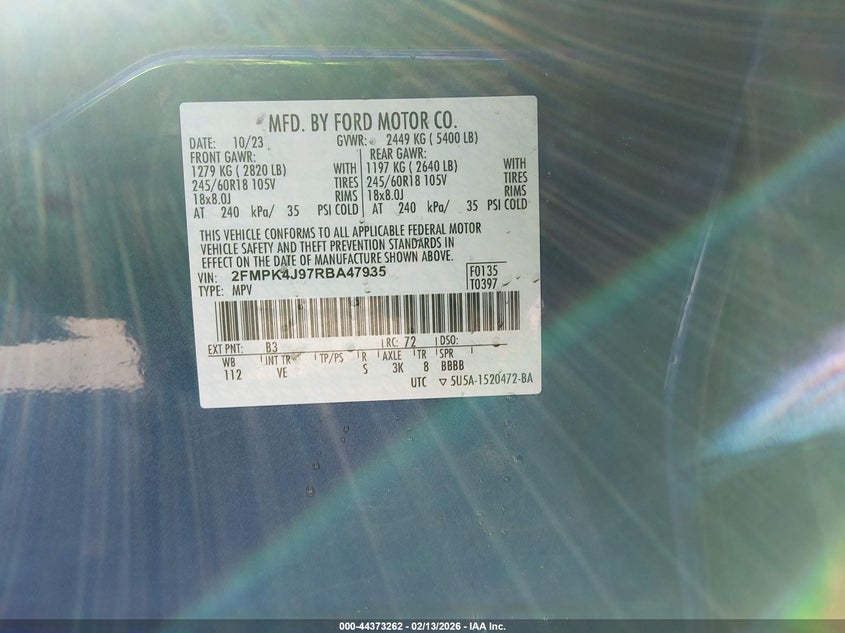 MFD. BY FORD MOTOR CO.
DATE: 10/23 GVWR: 2449 KG ( 5400 LB)
FRONT GAWR: REAR GAWR:
1279 KG ( 2820 LB) WITH 1197 KG ( 2640 LB) WITH
245/60R18 105V TIRES 245/60R18 105V TIRES
18x8.0J RIMS 18x8.0J RIMS
AT 240 kPa/ 35 PSI COLD AT 240 kPa/ 35 PSI COLD
THIS VEHICLE CONFORMS TO ALL APPLICABLE FEDERAL MOTOR
VEHICLE SAFETY AND THEFT PREVENTION STANDARDS IN
EFFECT ON THE DATE OF MANUFACTURE SHOWN ABOVE.
VIN: 2FMPK4J97RBA47935 F0135
TYPE: MPV T0397
EXT PNT: B3 RC: 72 DSO:
WB INT TR TP/PS R AXLE TR SPR
112 VE S 3K 8 BBBB
UTC ▽ 5U5A-1520472-BA
000-44373262 - 02/13/2026 - IAA Inc.